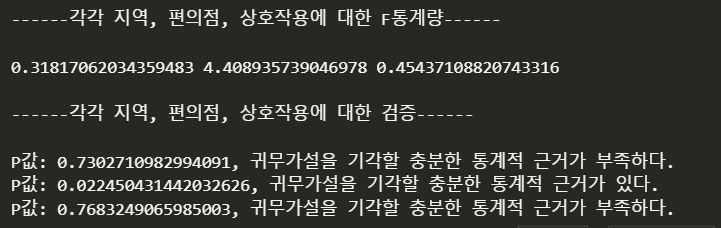 ------각각 지역, 편의점, 상호작용에 대한 F통계량------
0.31817062034359483 4.408935739046978 0.45437108820743316
------각각 지역, 편의점, 상호작용에 대한 검증------
P값: 0.7302710982994091, 귀무가설을 기각할 충분한 통계적 근거가 부족하다.
P값: 0.022450431442032626, 귀무가설을 기각할 충분한 통계적 근거가 있다.
P값: 0.7683249065985003, 귀무가설을 기각할 충분한 통계적 근거가 부족하다.